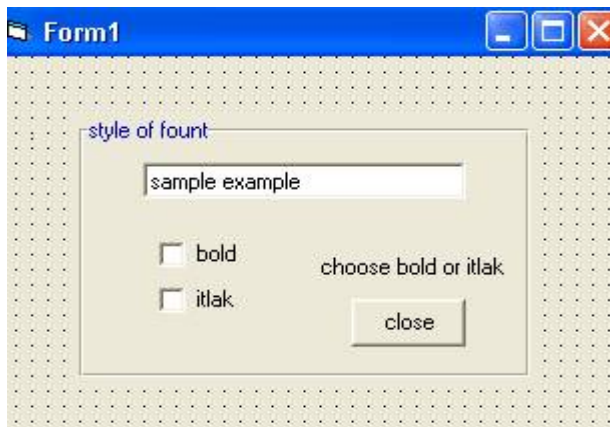 Form1
style of fount
sample example
bold
choose bold or itlak
itlak
close